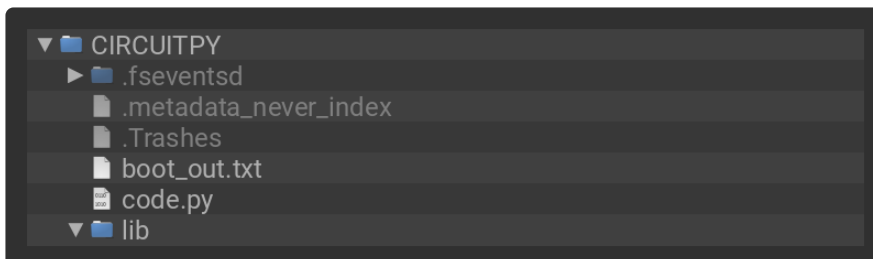 CIRCUITPY
.fseventsd
.metadata_never_index
.Trashes
boot_out.txt
code.py
lib